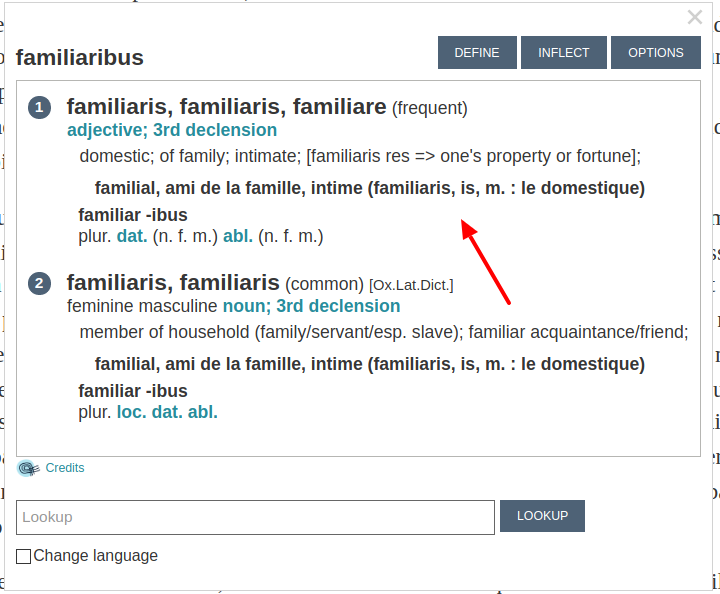 familiaribus
DEFINE INFLECT OPTIONS
1 familiaris, familiaris, familiare (frequent)
adjective; 3rd declension
domestic; of family; intimate; [familiaris res => one's property or fortune];
familial, ami de la famille, intime (familiaris, is, m. : le domestique)
familiar -ibus
plur. dat. (n. f. m.) abl. (n. f. m.)
2 familiaris, familiaris (common) [Ox.Lat.Dict.]
feminine masculine noun; 3rd declension
member of household (family/servant/esp. slave); familiar acquaintance/friend;
familial, ami de la famille, intime (familiaris, is, m. : le domestique)
familiar -ibus
plur. loc. dat. abl.
Credits
Lookup LOOKUP
Change language